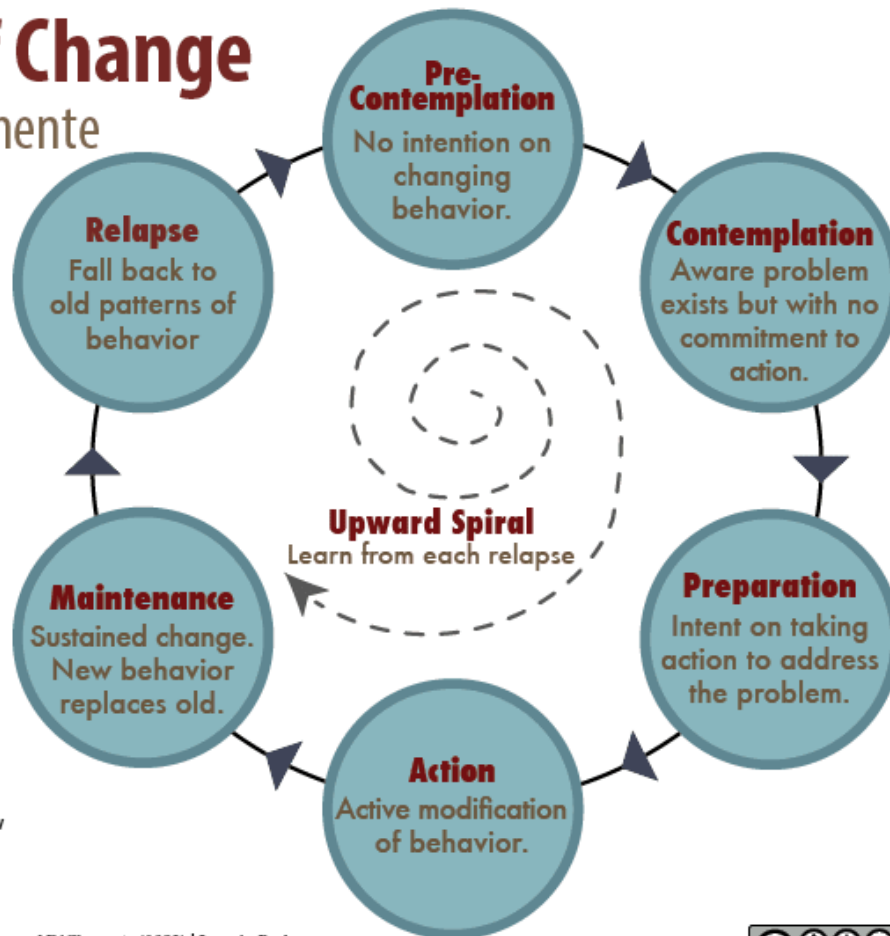 Change
Pre-
Contemplation
No intention on
changing
behavior.
Contemplation
Aware problem
exists but with no
commitment to
action.
Preparation
Intent on taking
action to address
the problem.
Action
Active modification
of behavior.
Maintenance
Sustained change.
New behavior
replaces old.
Relapse
Fall back to
old patterns of
behavior
Upward Spiral
Learn from each relapse